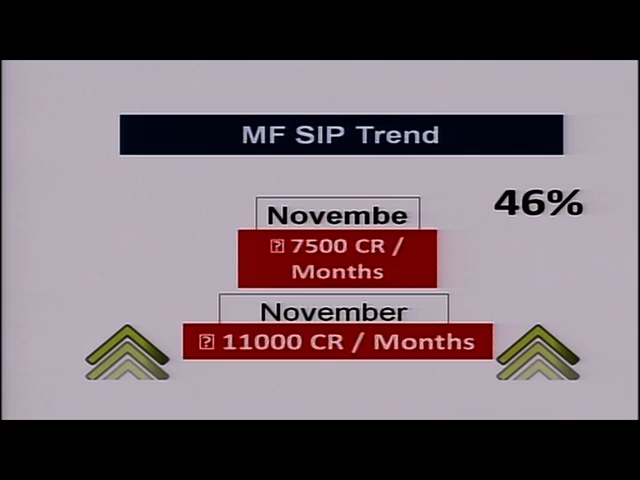 MF SIP Trend
46%
Novembe
⍰ 7500 CR /
Months
November
⍰ 11000 CR / Months